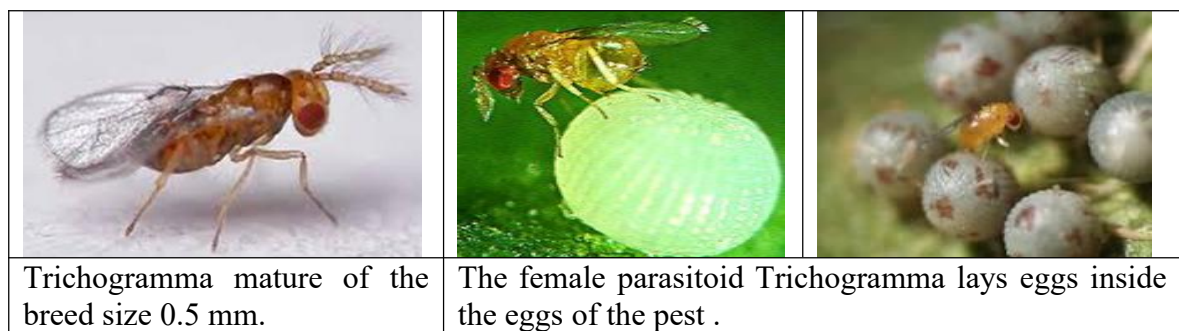 Trichogramma mature of the
breed size 0.5 mm.
The female parasitoid Trichogramma lays eggs inside
the eggs of the pest .